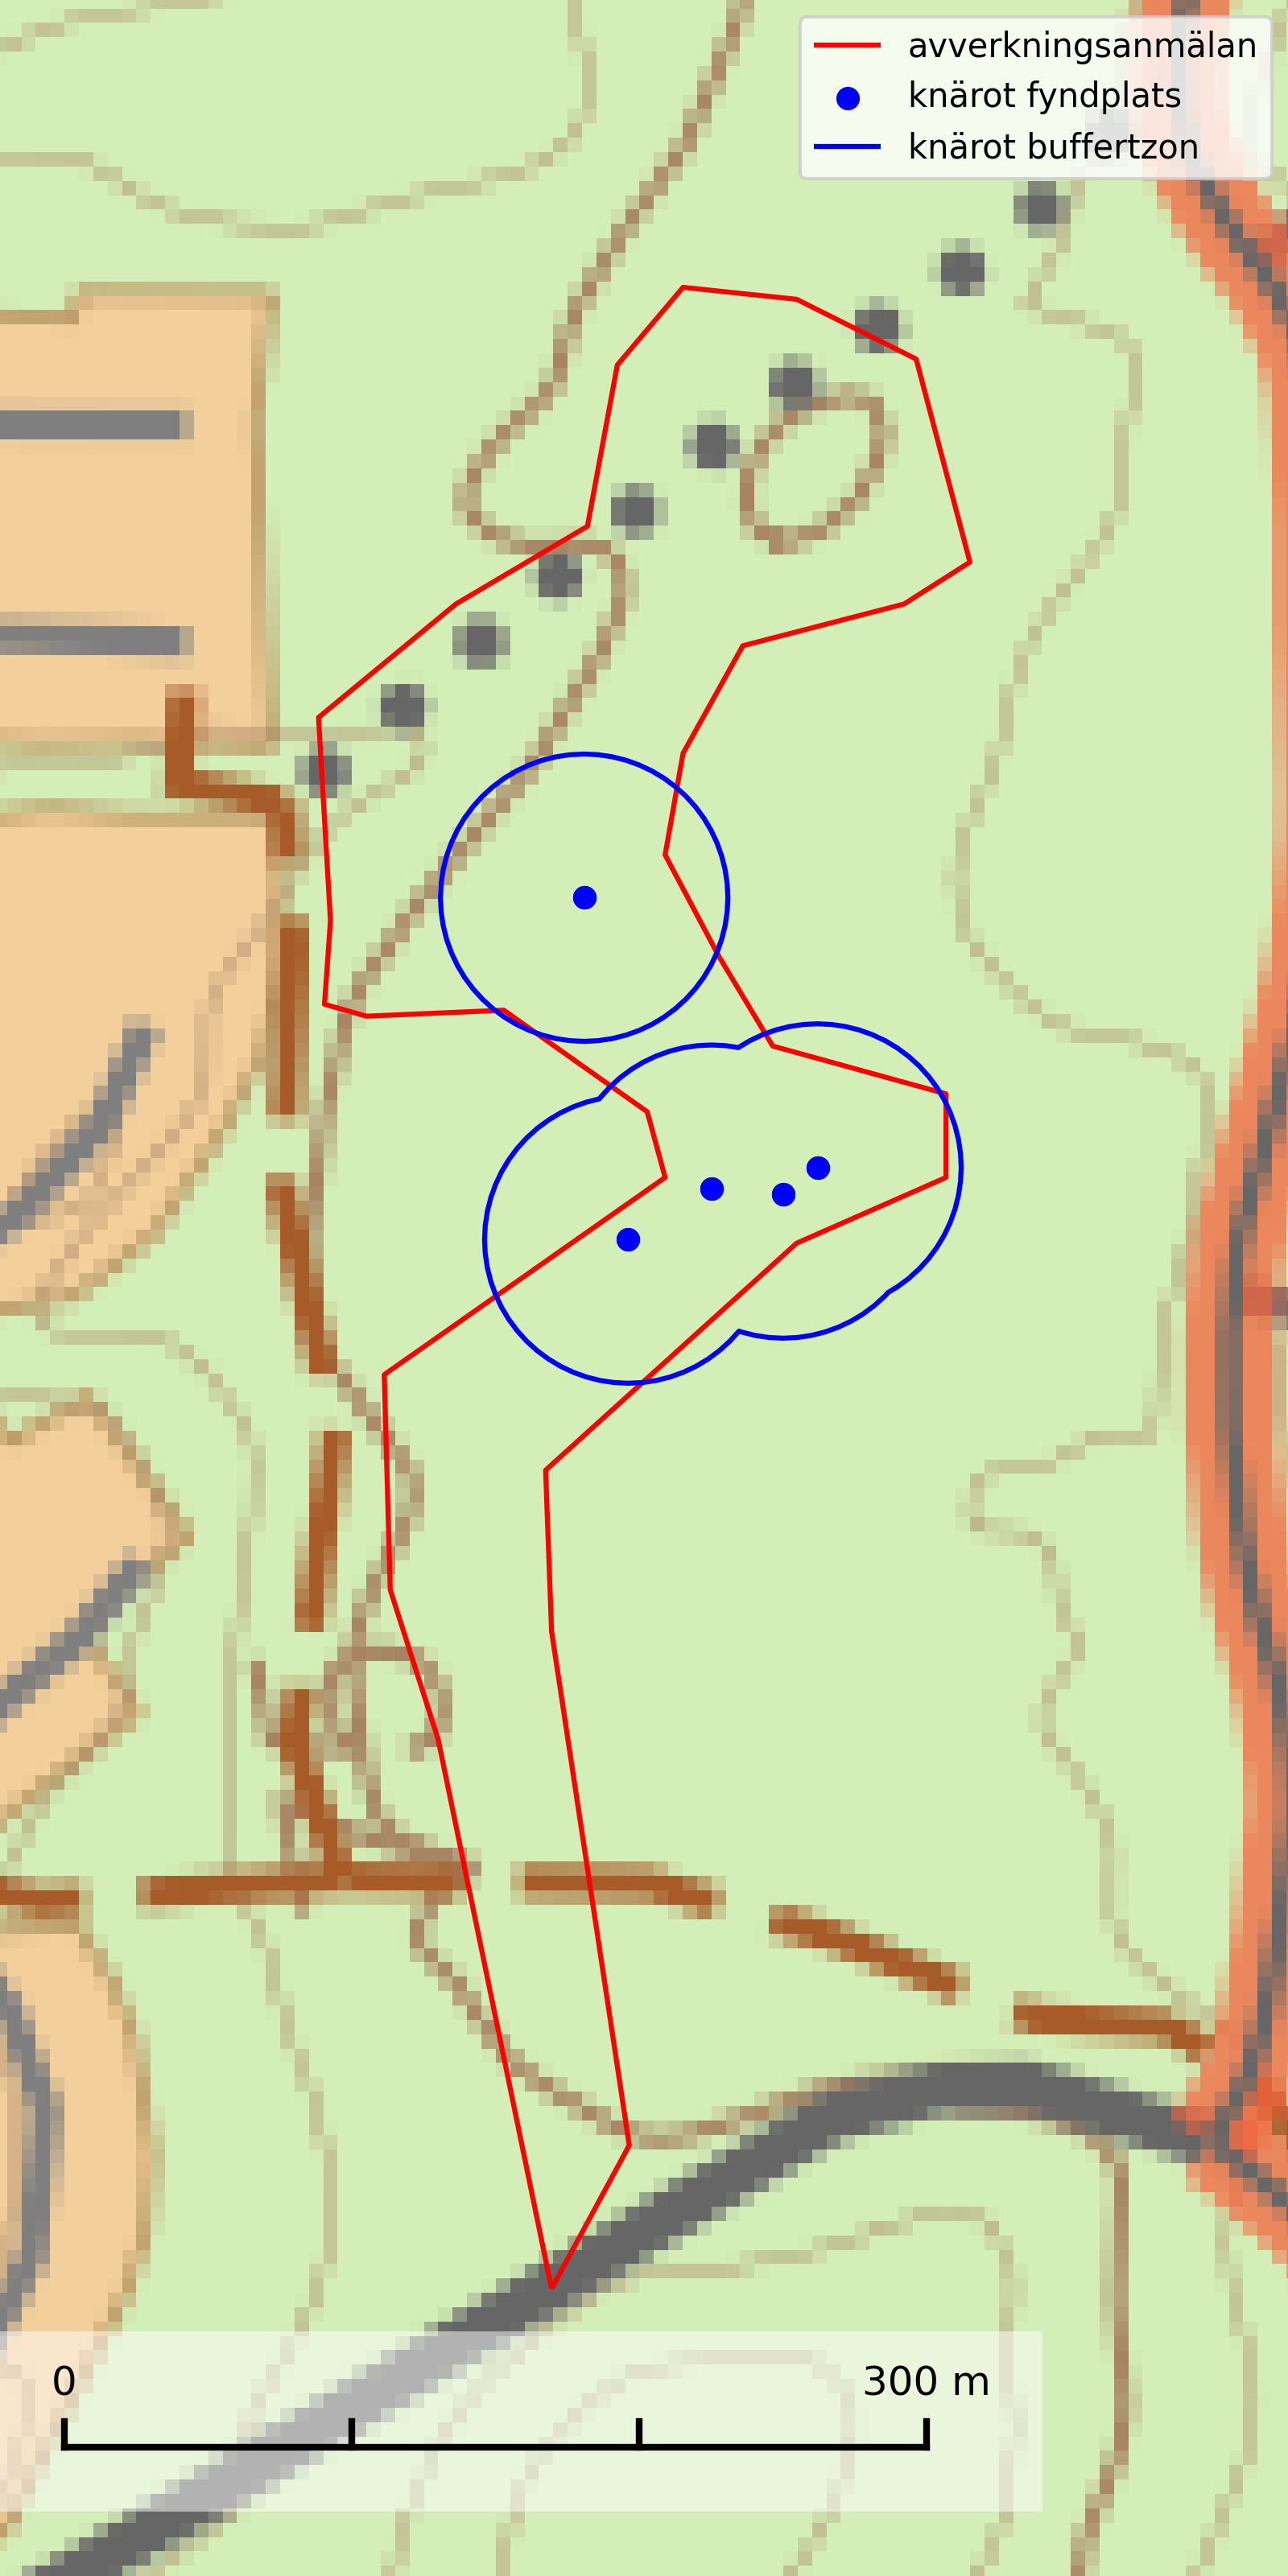 avverkningsanmälan
knärot fyndplats
knärot buffertzon
0 300 m